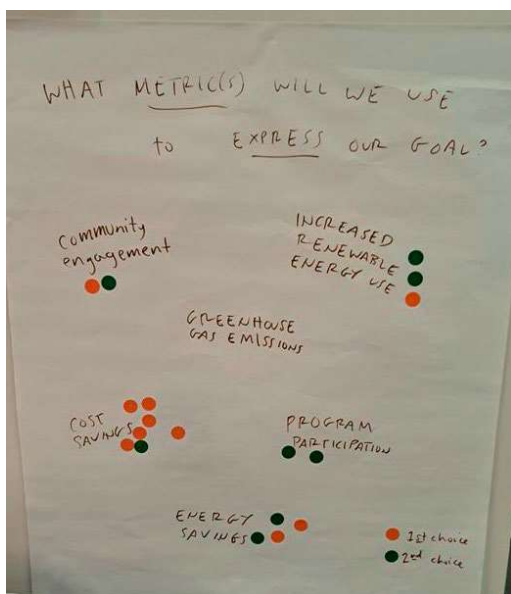 WHAT METRIC(S) WILL WE USE
to EXPRESS OUR GOAL?
Community
engagement
INCREASED
RENEWABLE
ENERGY USE
GREENHOUSE
GAS EMISSIONS
COST
SAVINGS
PROGRAM
PARTICIPATION
ENERGY
SAVINGS
1st choice
2nd choice